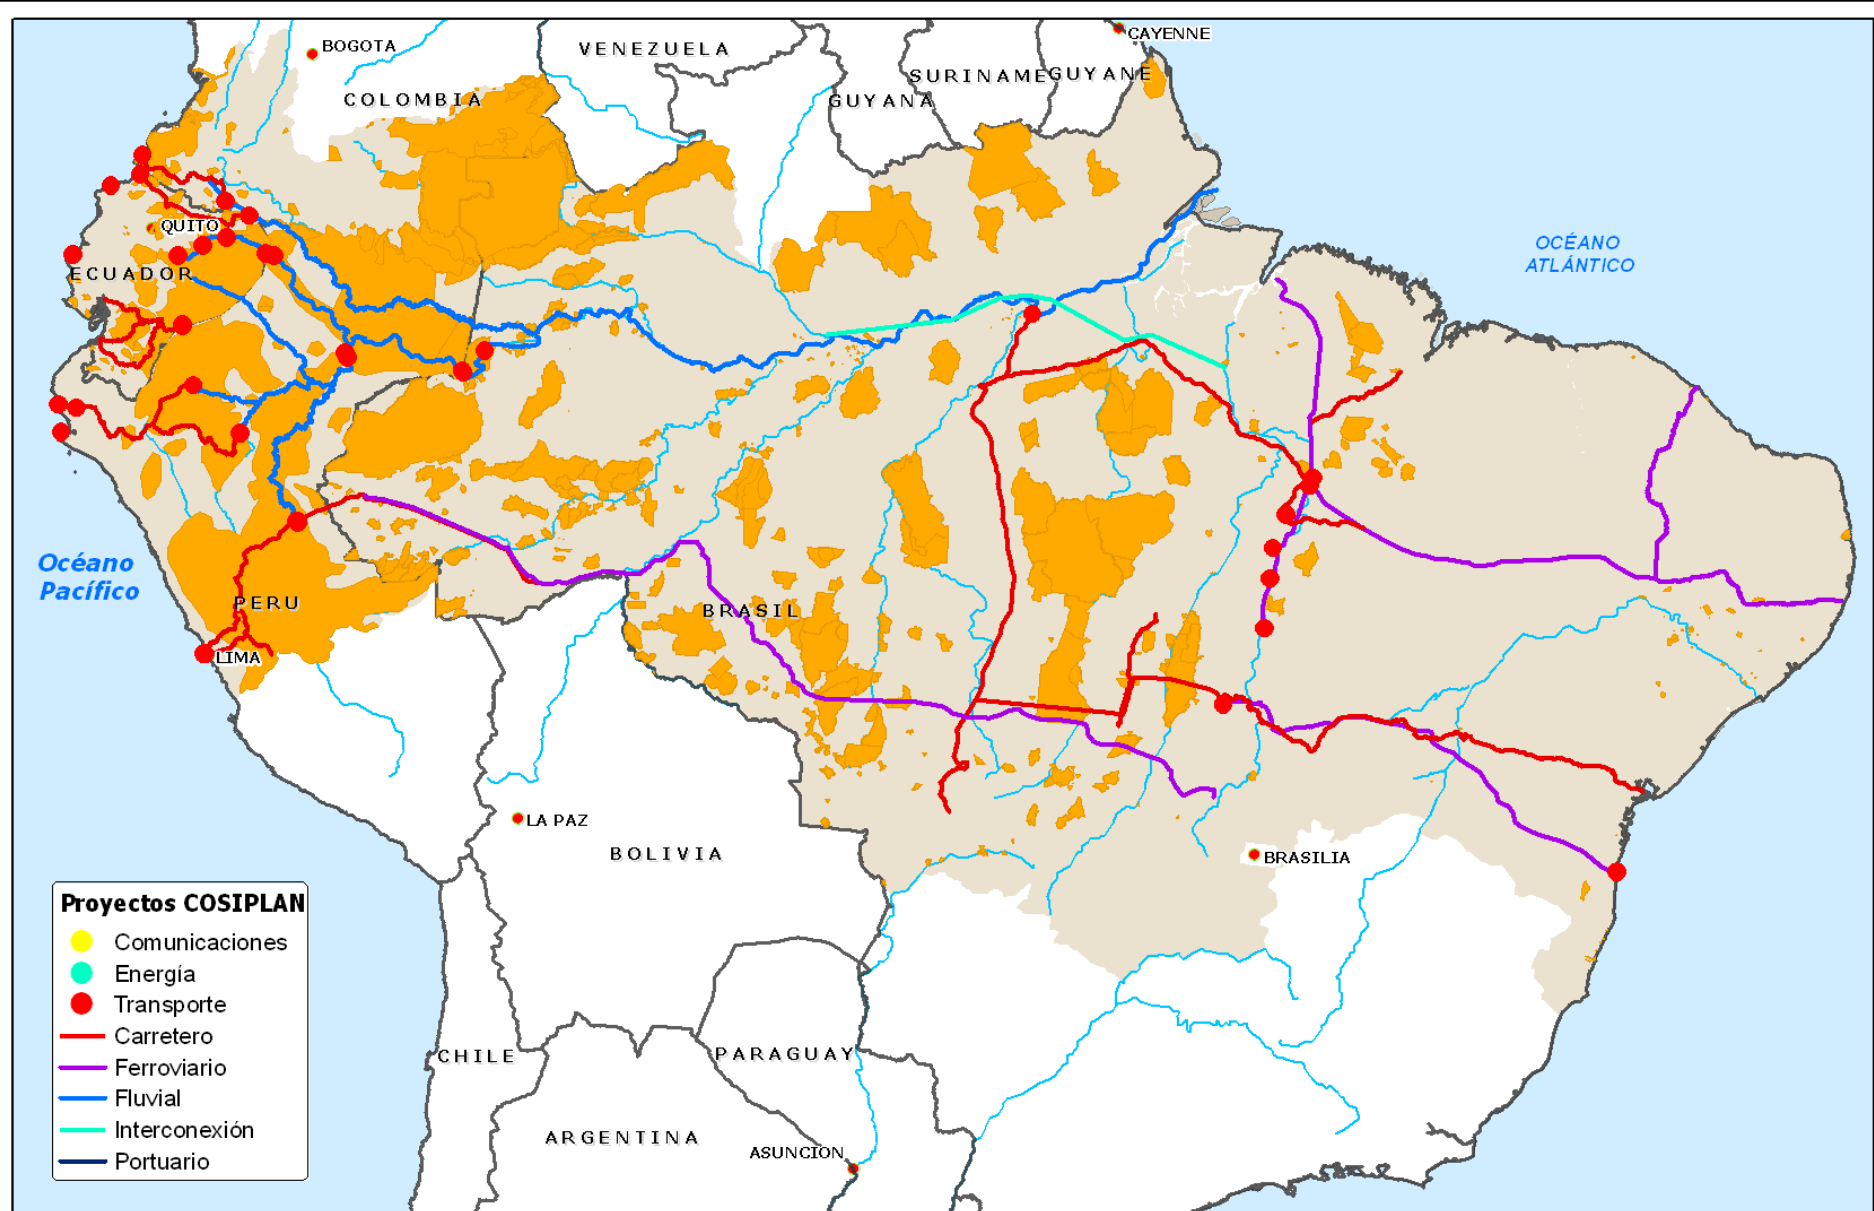 BOGOTA
VENEZUELA
CAYENNE
SURINAME
GUYANE
COLOMBIA
GUYANA
QUITO
ECUADOR
OCÉANO
ATLÁNTICO
Océano
Pacífico
PERU
BRASIL
LIMA
LA PAZ
BOLIVIA
BRASILIA
Proyectos COSIPLAN
Comunicaciones
Energía
Transporte
Carretero
Ferroviario
Fluvial
Interconexión
Portuario
CHILE
PARAGUAY
ARGENTINA
ASUNCION